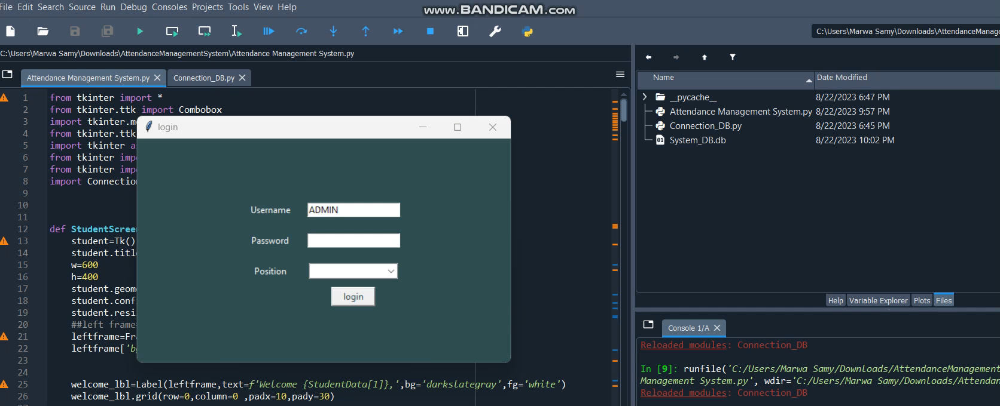 File Edit Search Source Run Debug Consoles Projects Tools View Help
www.BANDICAM.com
C:\Users\Marwa Samy\Downloads\AttendanceManage
C:\Users\Marwa Samy\Downloads\AttendanceManagementSystem\Attendance Management System.py
Attendance Management System.py
Connection_DB.py
1 from tkinter import *
2 from tkinter.ttk import Combobox
3 import tkinter.m
4 from tkinter.ttk
5 import tkinter a
6 from tkinter imp
7 from tkinter imp
8 import Connection
9
10
11
12 def StudentScree
13 student=Tk()
14 student.titl
15 w=600
16 h=400
17 student.geom
18 student.conf
19 student.resi
20 ##left frame
21 leftframe=Fr
22 leftframe['b
23
24
25 welcome_lbl=Label(leftframe,text=f'Welcome {StudentData[1]},',bg='darkslategray',fg='white')
26 welcome_lbl.grid(row=0,column=0 ,padx=10,pady=30)
login
Username ADMIN
Password
Position
login
Name Date Modified
__pycache__ 8/22/2023 6:47 PM
Attendance Management System.py 8/22/2023 9:57 PM
Connection_DB.py 8/22/2023 6:45 PM
System_DB.db 8/22/2023 10:02 PM
Help Variable Explorer Plots Files
Console 1/A
Reloaded modules: Connection_DB
In [9]: runfile('C:/Users/Marwa Samy/Downloads/AttendanceManagement
Management System.py', wdir='C:/Users/Marwa Samy/Downloads/Attendan
Reloaded modules: Connection_DB